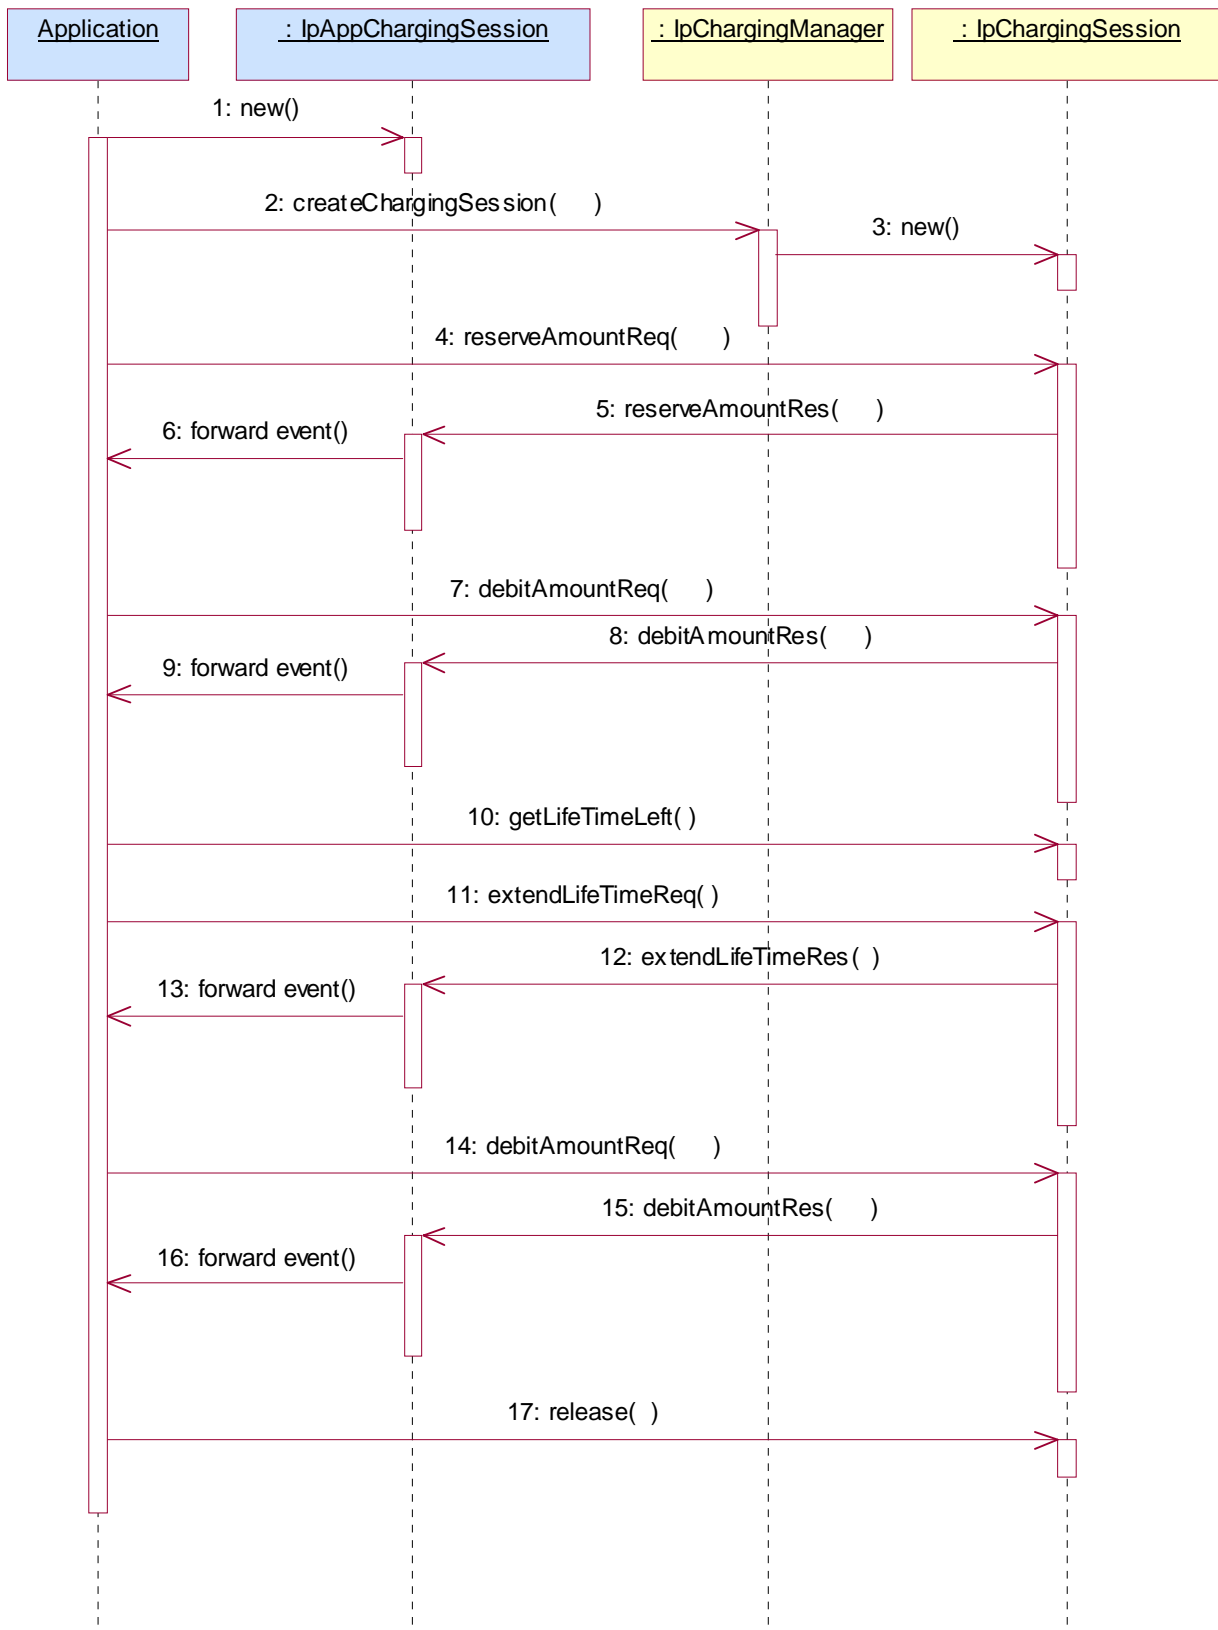 Application
: IpAppChargingSession
: IpChargingManager
: IpChargingSession
1: new()
2: createChargingSession( )
3: new()
4: reserveAmountReq( )
5: reserveAmountRes( )
6: forward event()
7: debitAmountReq( )
8: debitAmountRes( )
9: forward event()
10: getLifeTimeLeft( )
11: extendLifeTimeReq( )
12: extendLifeTimeRes( )
13: forward event()
14: debitAmountReq( )
15: debitAmountRes( )
16: forward event()
17: release( )